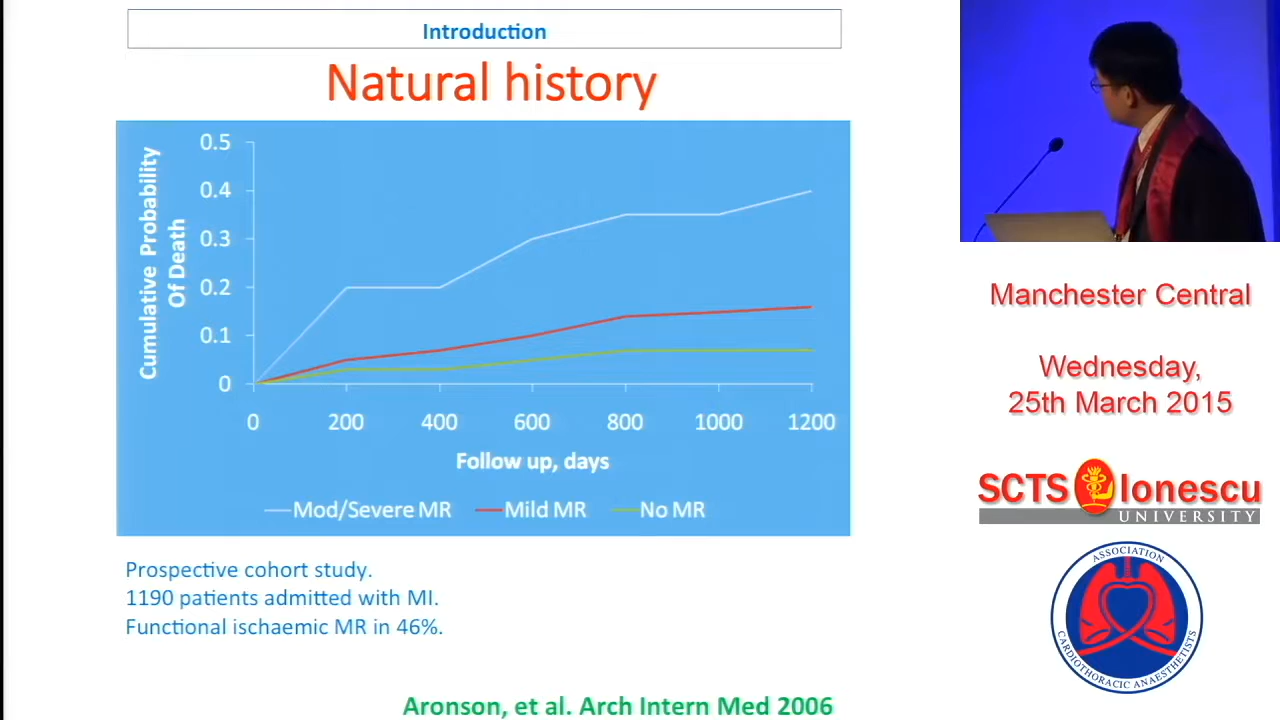 Introduction
Natural history
Cumulative Probability
Of Death
0.5
0.4
0.3
0.2
0.1
0
0 200 400 600 800 1000 1200
Follow up, days
Mod/Severe MR Mild MR No MR
Prospective cohort study.
1190 patients admitted with MI.
Functional ischaemic MR in 46%.
Aronson, et al. Arch Intern Med 2006
Manchester Central
Wednesday,
25th March 2015
SCTS Ionescu
UNIVERSITY
ASSOCIATION
CARDIOTHORACIC ANAESTHETISTS